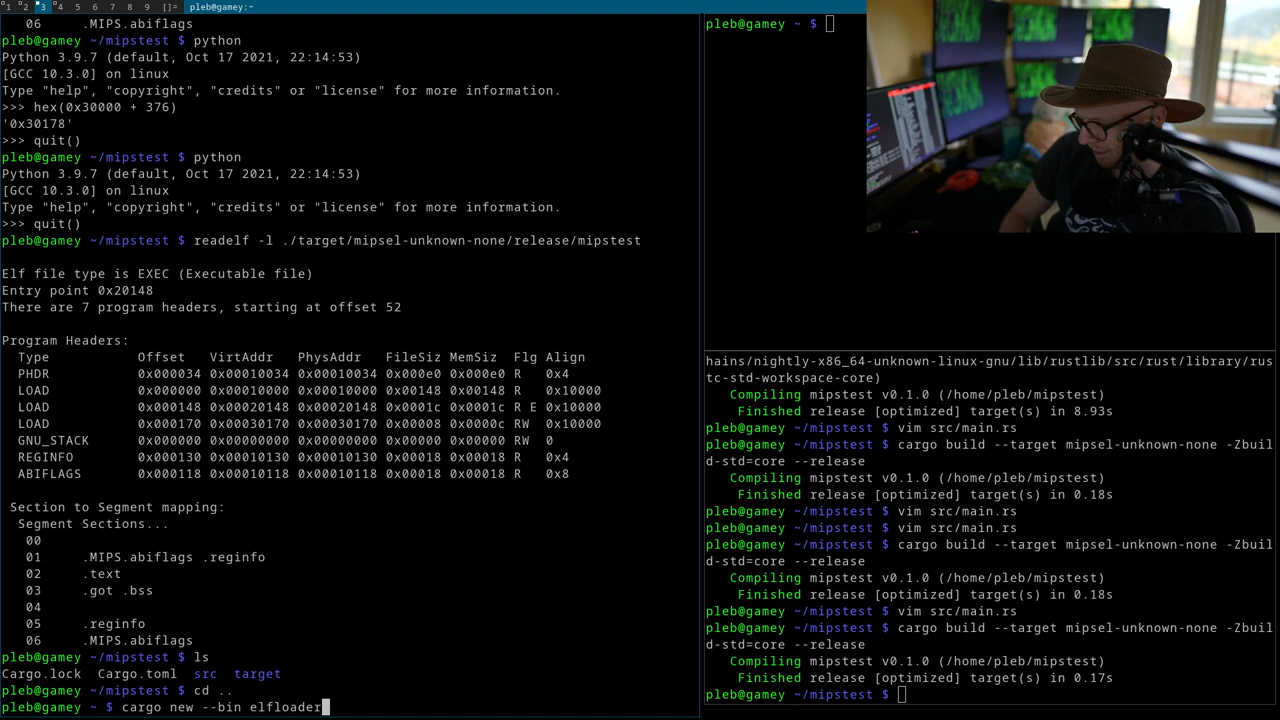 1 2 3 4 5 6 7 8 9 []= pleb@gamey:~
06 .MIPS.abiflags
pleb@gamey ~/mipstest $ python
Python 3.9.7 (default, Oct 17 2021, 22:14:53)
[GCC 10.3.0] on linux
Type "help", "copyright", "credits" or "license" for more information.
>>> hex(0x30000 + 376)
'0x30178'
>>> quit()
pleb@gamey ~/mipstest $ python
Python 3.9.7 (default, Oct 17 2021, 22:14:53)
[GCC 10.3.0] on linux
Type "help", "copyright", "credits" or "license" for more information.
>>> quit()
pleb@gamey ~/mipstest $ readelf -l ./target/mipsel-unknown-none/release/mipstest
Elf file type is EXEC (Executable file)
Entry point 0x20148
There are 7 program headers, starting at offset 52
Program Headers:
Type Offset VirtAddr PhysAddr FileSiz MemSiz Flg Align
PHDR 0x000034 0x00010034 0x00010034 0x000e0 0x000e0 R 0x4
LOAD 0x000000 0x00010000 0x00010000 0x00148 0x00148 R 0x10000
LOAD 0x000148 0x00020148 0x00020148 0x0001c 0x0001c R E 0x10000
LOAD 0x000170 0x00030170 0x00030170 0x00008 0x0000c RW 0x10000
GNU_STACK 0x000000 0x00000000 0x00000000 0x00000 0x00000 RW 0
REGINFO 0x000130 0x00010130 0x00010130 0x00018 0x00018 R 0x4
ABIFLAGS 0x000118 0x00010118 0x00010118 0x00018 0x00018 R 0x8
Section to Segment mapping:
Segment Sections...
00
01 .MIPS.abiflags .reginfo
02 .text
03 .got .bss
04
05 .reginfo
06 .MIPS.abiflags
pleb@gamey ~/mipstest $ ls
Cargo.lock Cargo.toml src target
pleb@gamey ~/mipstest $ cd ..
pleb@gamey ~ $ cargo new --bin elfloader
pleb@gamey ~ $
hains/nightly-x86_64-unknown-linux-gnu/lib/rustlib/src/rust/library/rus
tc-std-workspace-core)
Compiling mipstest v0.1.0 (/home/pleb/mipstest)
Finished release [optimized] target(s) in 8.93s
pleb@gamey ~/mipstest $ vim src/main.rs
pleb@gamey ~/mipstest $ cargo build --target mipsel-unknown-none -Zbuil
d-std=core --release
Compiling mipstest v0.1.0 (/home/pleb/mipstest)
Finished release [optimized] target(s) in 0.18s
pleb@gamey ~/mipstest $ vim src/main.rs
pleb@gamey ~/mipstest $ vim src/main.rs
pleb@gamey ~/mipstest $ cargo build --target mipsel-unknown-none -Zbuil
d-std=core --release
Compiling mipstest v0.1.0 (/home/pleb/mipstest)
Finished release [optimized] target(s) in 0.18s
pleb@gamey ~/mipstest $ vim src/main.rs
pleb@gamey ~/mipstest $ cargo build --target mipsel-unknown-none -Zbuil
d-std=core --release
Compiling mipstest v0.1.0 (/home/pleb/mipstest)
Finished release [optimized] target(s) in 0.17s
pleb@gamey ~/mipstest $